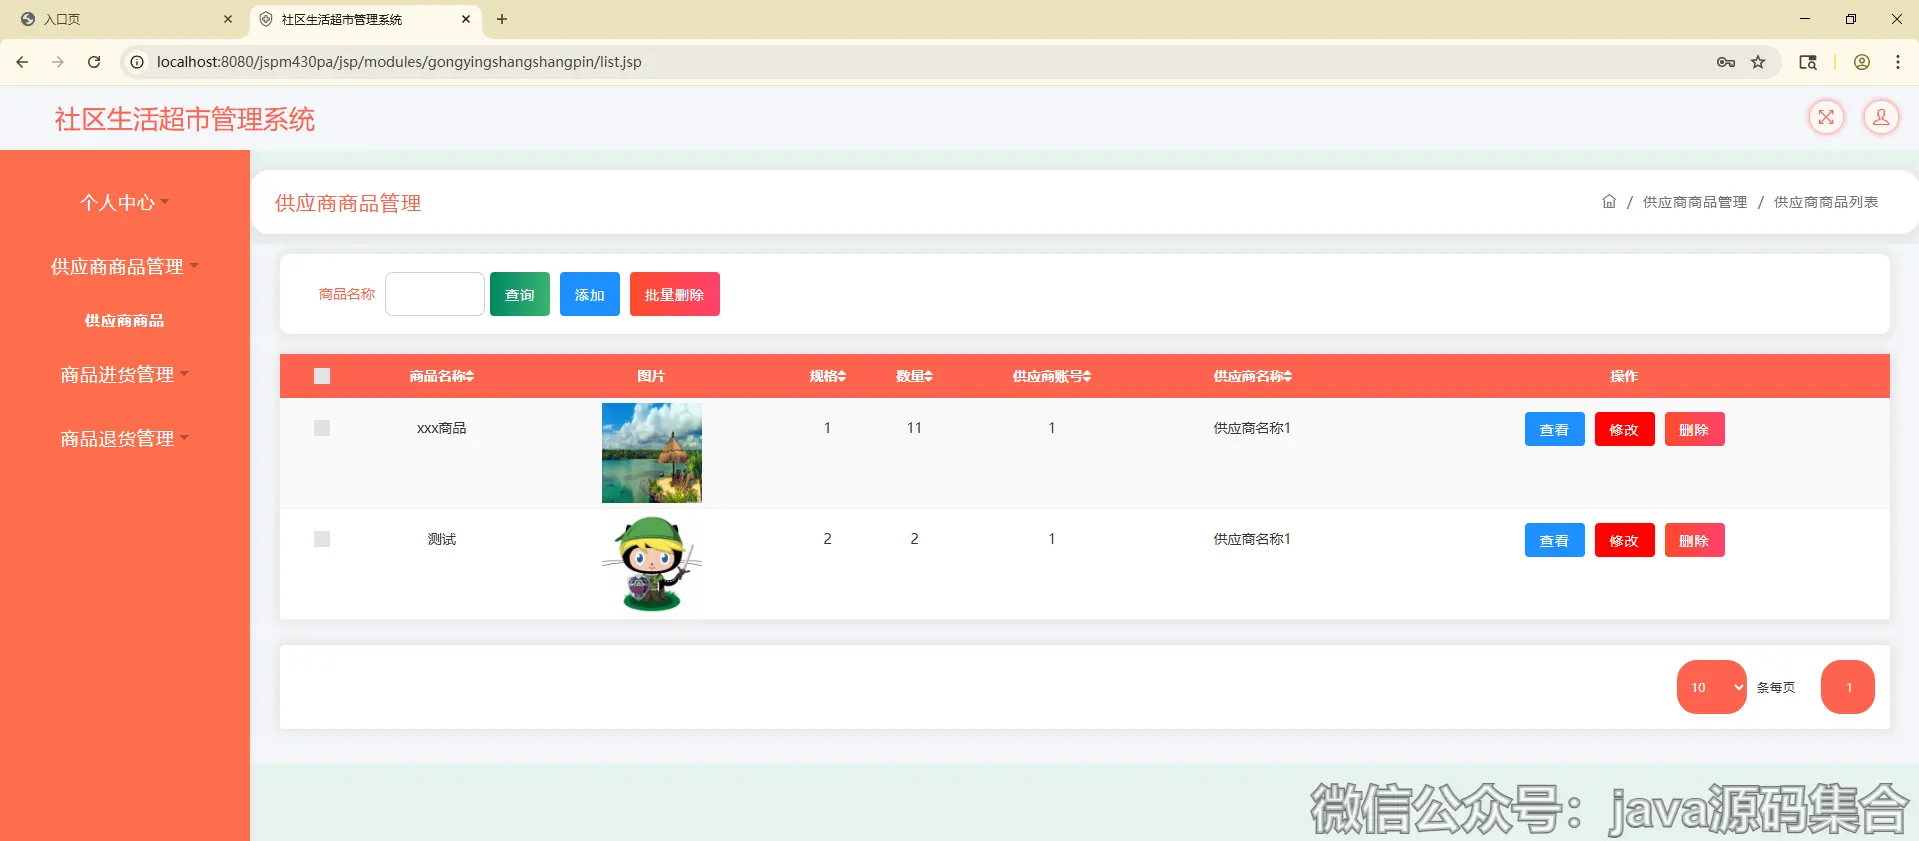 入口页
社区生活超市管理系统
localhost:8080/jspm430pa/jsp/modules/gongyingshangshangpin/list.jsp
社区生活超市管理系统
个人中心
供应商商品管理
供应商商品
商品进货管理
商品退货管理
供应商商品管理
/ 供应商商品管理 / 供应商商品列表
商品名称 查询 添加 批量删除
商品名称 图片 规格 数量 供应商账号 供应商名称 操作
xxx商品 1 11 1 供应商名称1 查看 修改 删除
测试 2 2 1 供应商名称1 查看 修改 删除
10 条每页 1
微信公众号：java源码集合